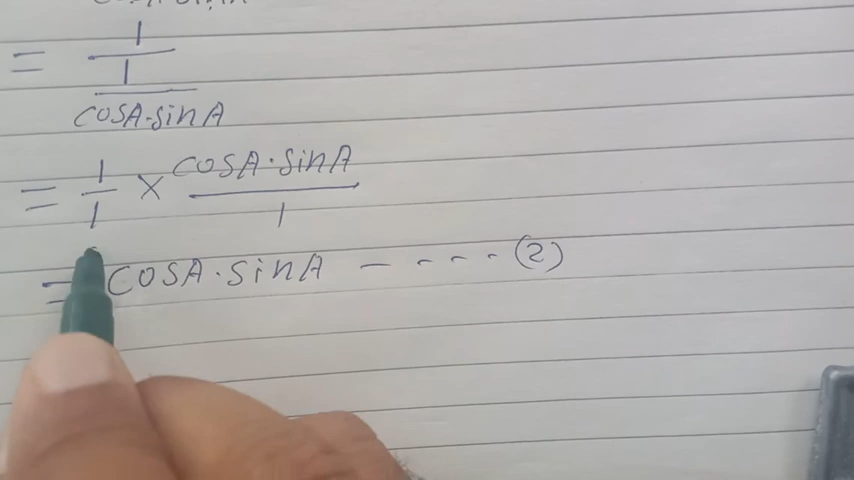 = 1
1
cosA.sinA
= 1/1 × cosA.sinA/1
= cosA.sinA - - - - - (2)